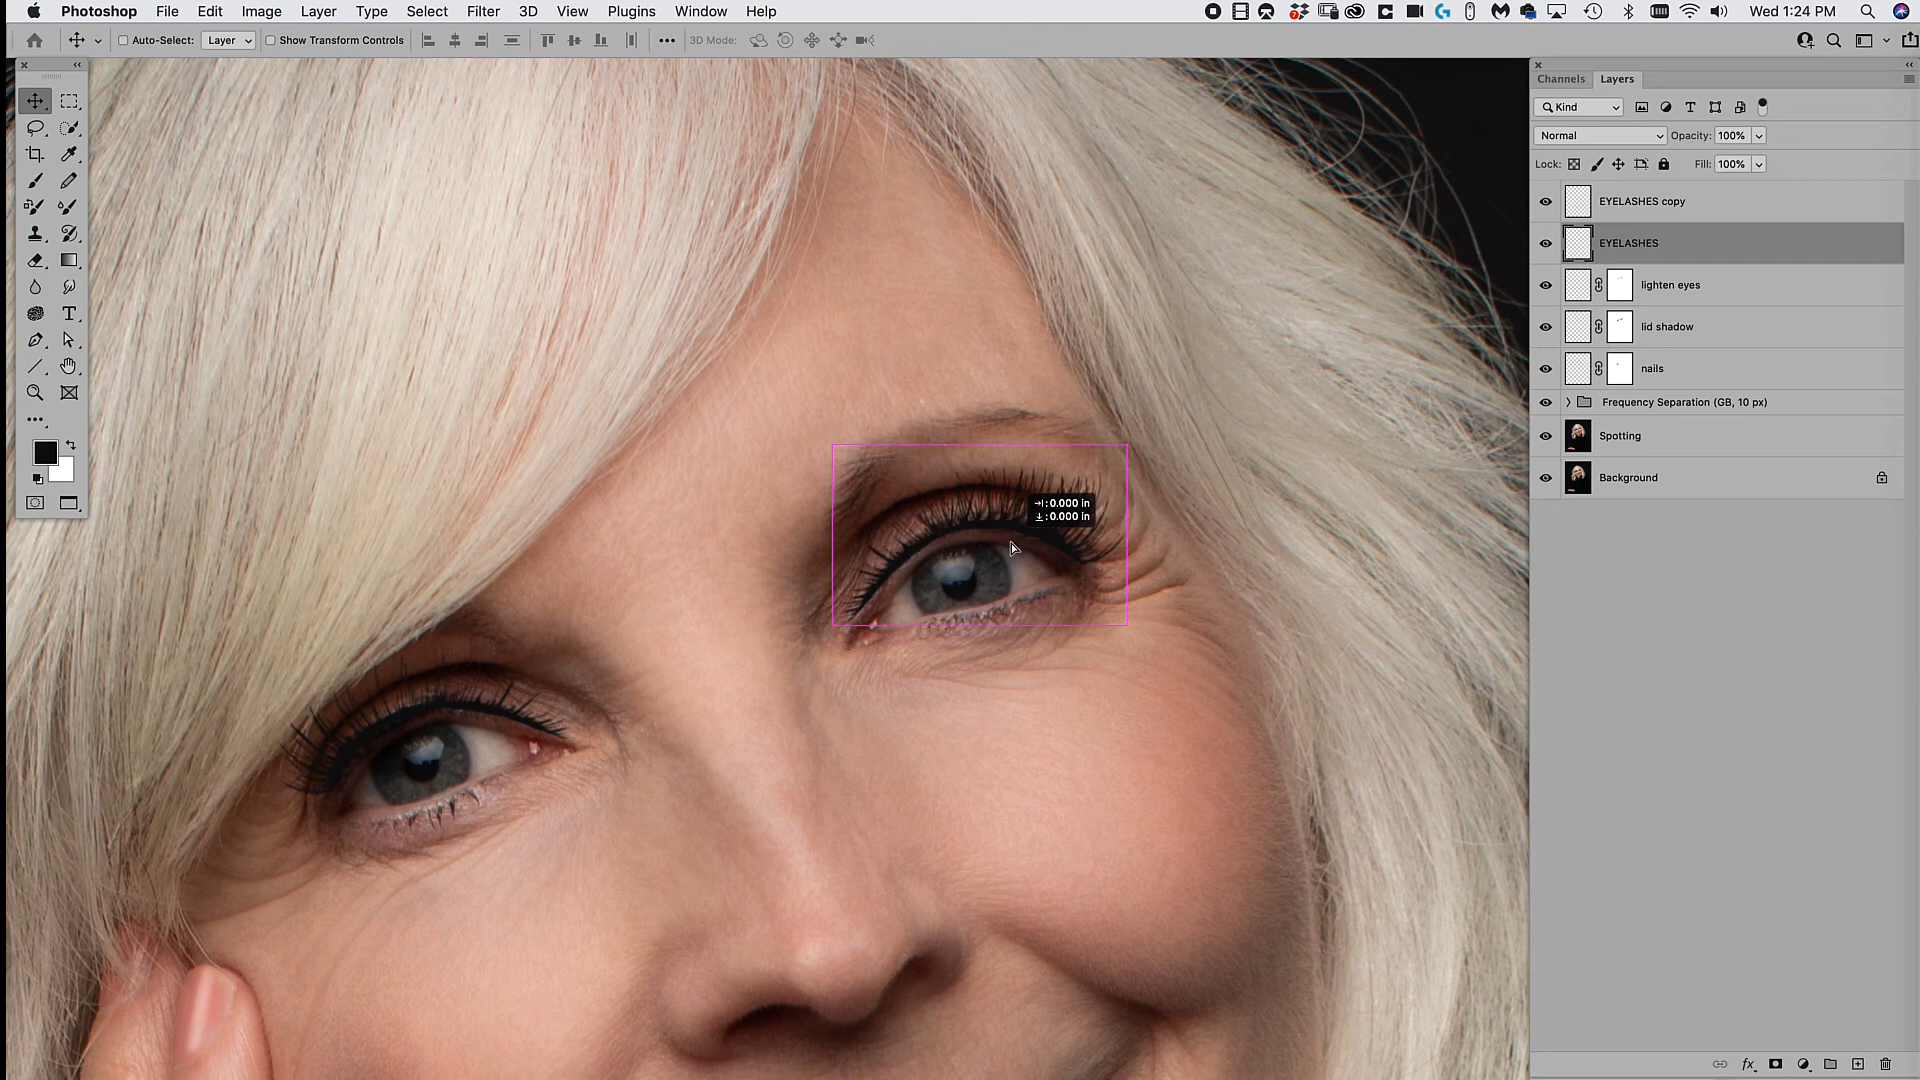 Photoshop File Edit Image Layer Type Select Filter 3D View Plugins Window Help Wed 1:24 PM
Auto-Select: Layer Show Transform Controls 3D Mode:
Channels Layers
Kind
Normal Opacity: 100%
Lock: Fill: 100%
EYELASHES copy
EYELASHES
lighten eyes
lid shadow
nails
Frequency Separation (GB, 10 px)
Spotting
Background
:0.000 in
:0.000 in
fx